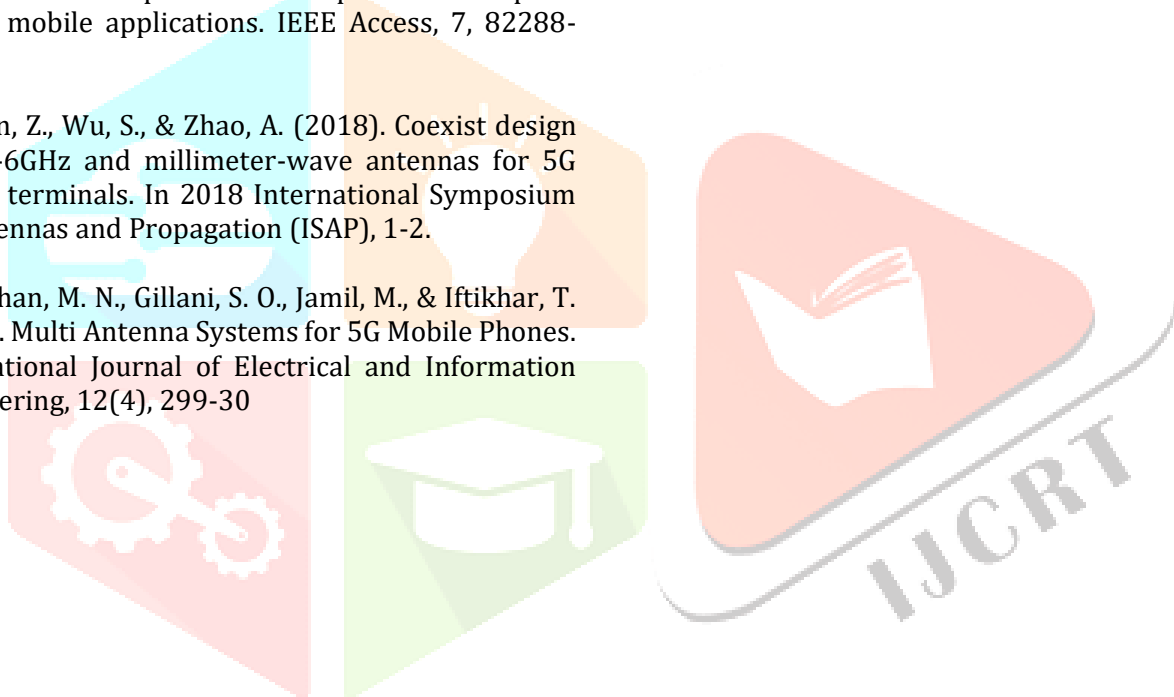 mobile applications. IEEE Access, 7, 82288-
n, Z., Wu, S., & Zhao, A. (2018). Coexist design
-6GHz and millimeter-wave antennas for 5G
terminals. In 2018 International Symposium
ennas and Propagation (ISAP), 1-2.
han, M. N., Gillani, S. O., Jamil, M., & Iftikhar, T.
. Multi Antenna Systems for 5G Mobile Phones.
ational Journal of Electrical and Information
ering, 12(4), 299-30
IJCRT